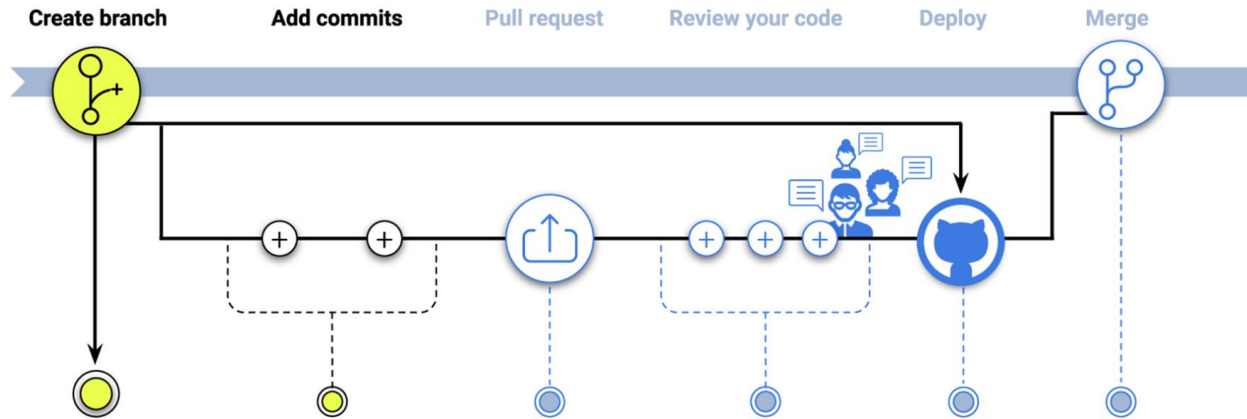 Create branch
Add commits
Pull request
Review your code
Deploy
Merge